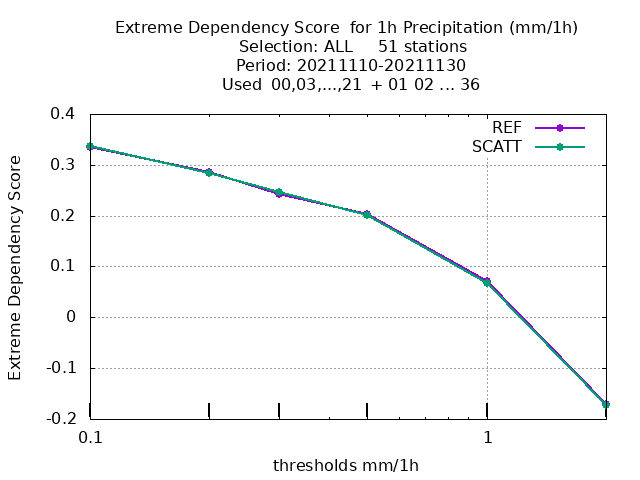 Extreme Dependency Score  for 1h Precipitation (mm/1h)
Selection: ALL     51 stations
Period: 20211110-20211130
Used  00,03,...,21  + 01 02 ... 36
REF
SCATT
0.4
0.3
0.2
0.1
0
-0.1
-0.2
Extreme Dependency Score
0.1
1
thresholds mm/1h